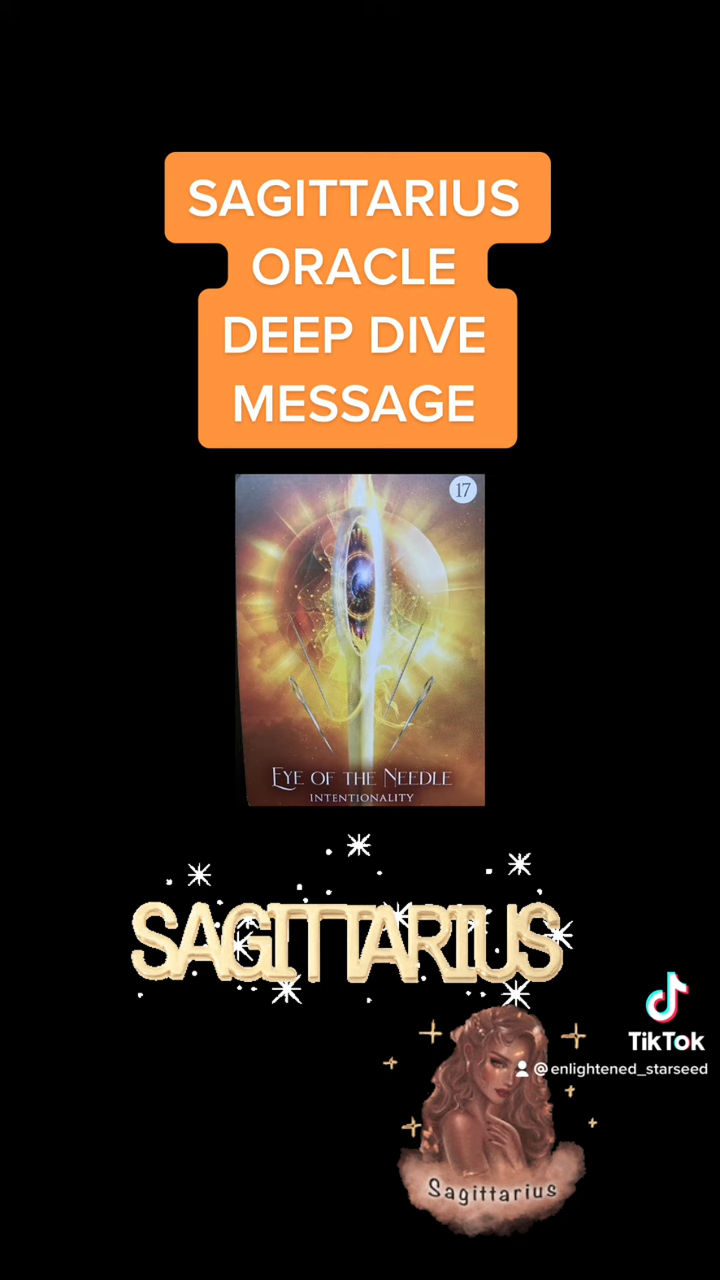 SAGITTARIUS
ORACLE
DEEP DIVE
MESSAGE
17
EYE OF THE NEEDLE
INTENTIONALITY
SAGITTARIUS
TikTok
@enlightened_starseed
Sagittarius